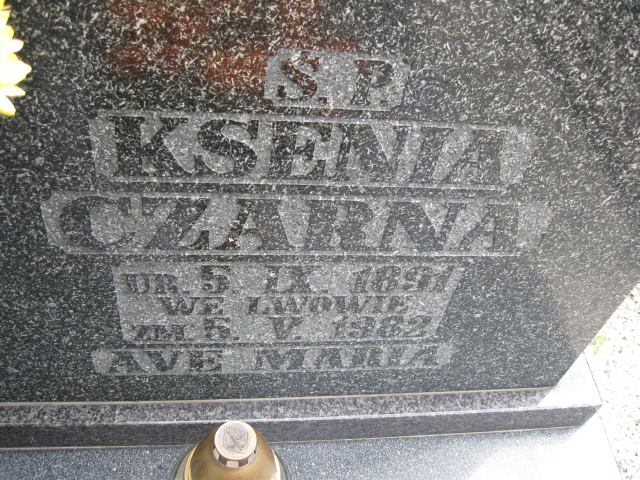 S. P.
KSENIA
CZARNA
UR. 5. IX. 1891
WE LWOWIE
ZM 5. V. 1982
AVE MARIA